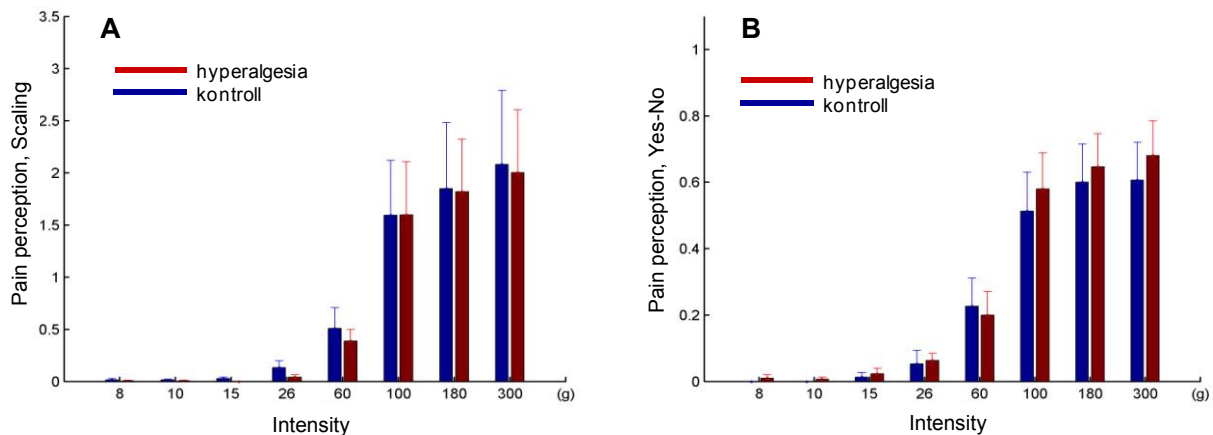 A
hyperalgesia
kontroll
Pain perception, Scaling
3.5
3
2.5
2
1.5
1
0.5
0
8 10 15 26 60 100 180 300 (g)
Intensity
B
hyperalgesia
kontroll
Pain perception, Yes-No
1
0.8
0.6
0.4
0.2
0
8 10 15 26 60 100 180 300 (g)
Intensity